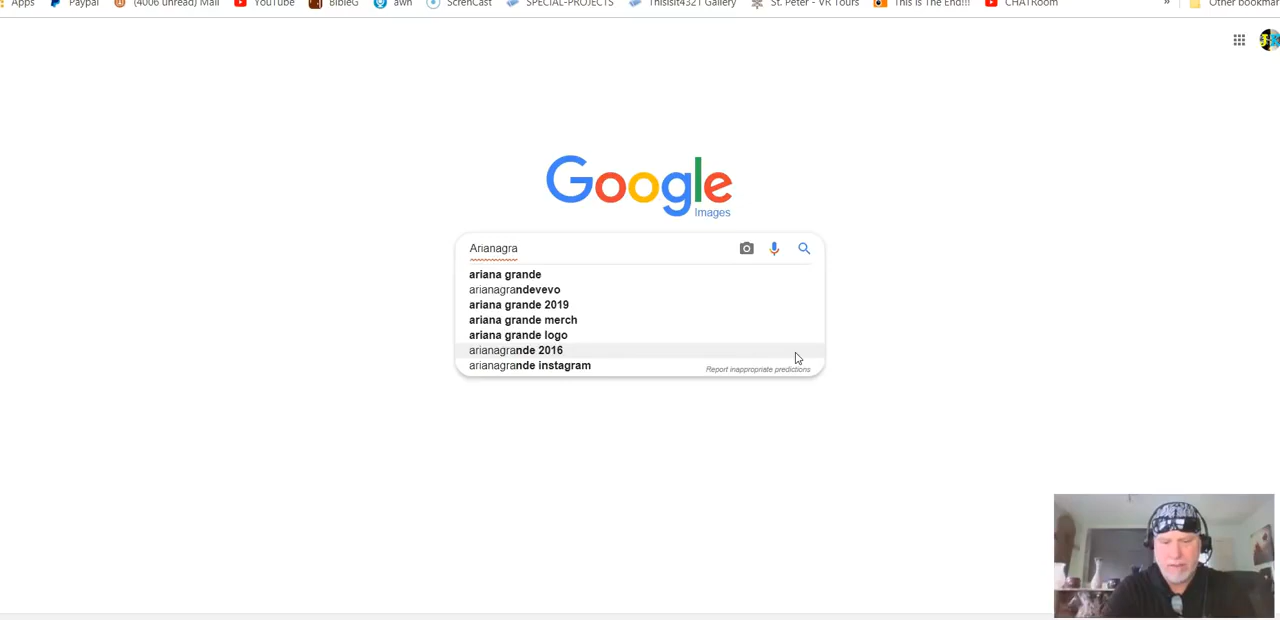 Apps Paypal (4006 unread) Mail YouTube BibleG awn ScrenCast SPECIAL-PROJECTS Thisisit4321 Gallery St. Peter - VR Tours This Is The End!!! CHATRoom » Other bookmar
Google
Images
Arianagra
ariana grande
arianagrandevevo
ariana grande 2019
ariana grande merch
ariana grande logo
arianagrande 2016
arianagrande instagram
Report inappropriate predictions